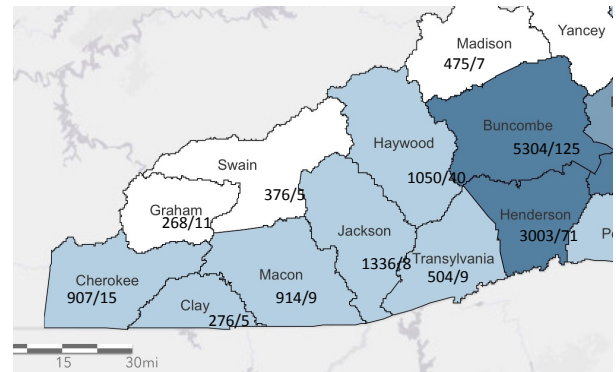 Madison
475/7
Yancey
Buncombe
5304/125
Haywood
1050/40
Swain
376/5
Graham
268/11
Henderson
3003/71
Jackson
1336/8
Transylvania
504/9
Cherokee
907/15
Macon
914/9
Clay
276/5
15
30mi